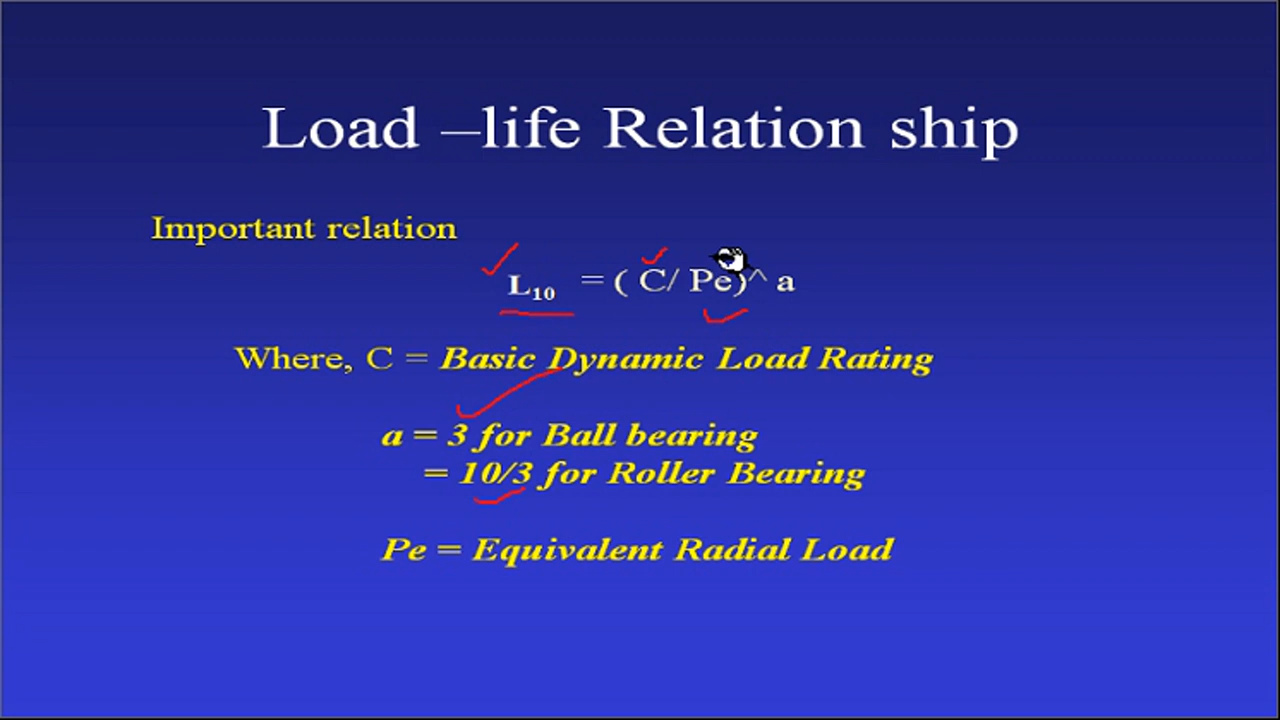 Load –life Relation ship
Important relation
L10 = ( C/ Pe)^ a
Where, C = Basic Dynamic Load Rating
a = 3 for Ball bearing
= 10/3 for Roller Bearing
Pe = Equivalent Radial Load